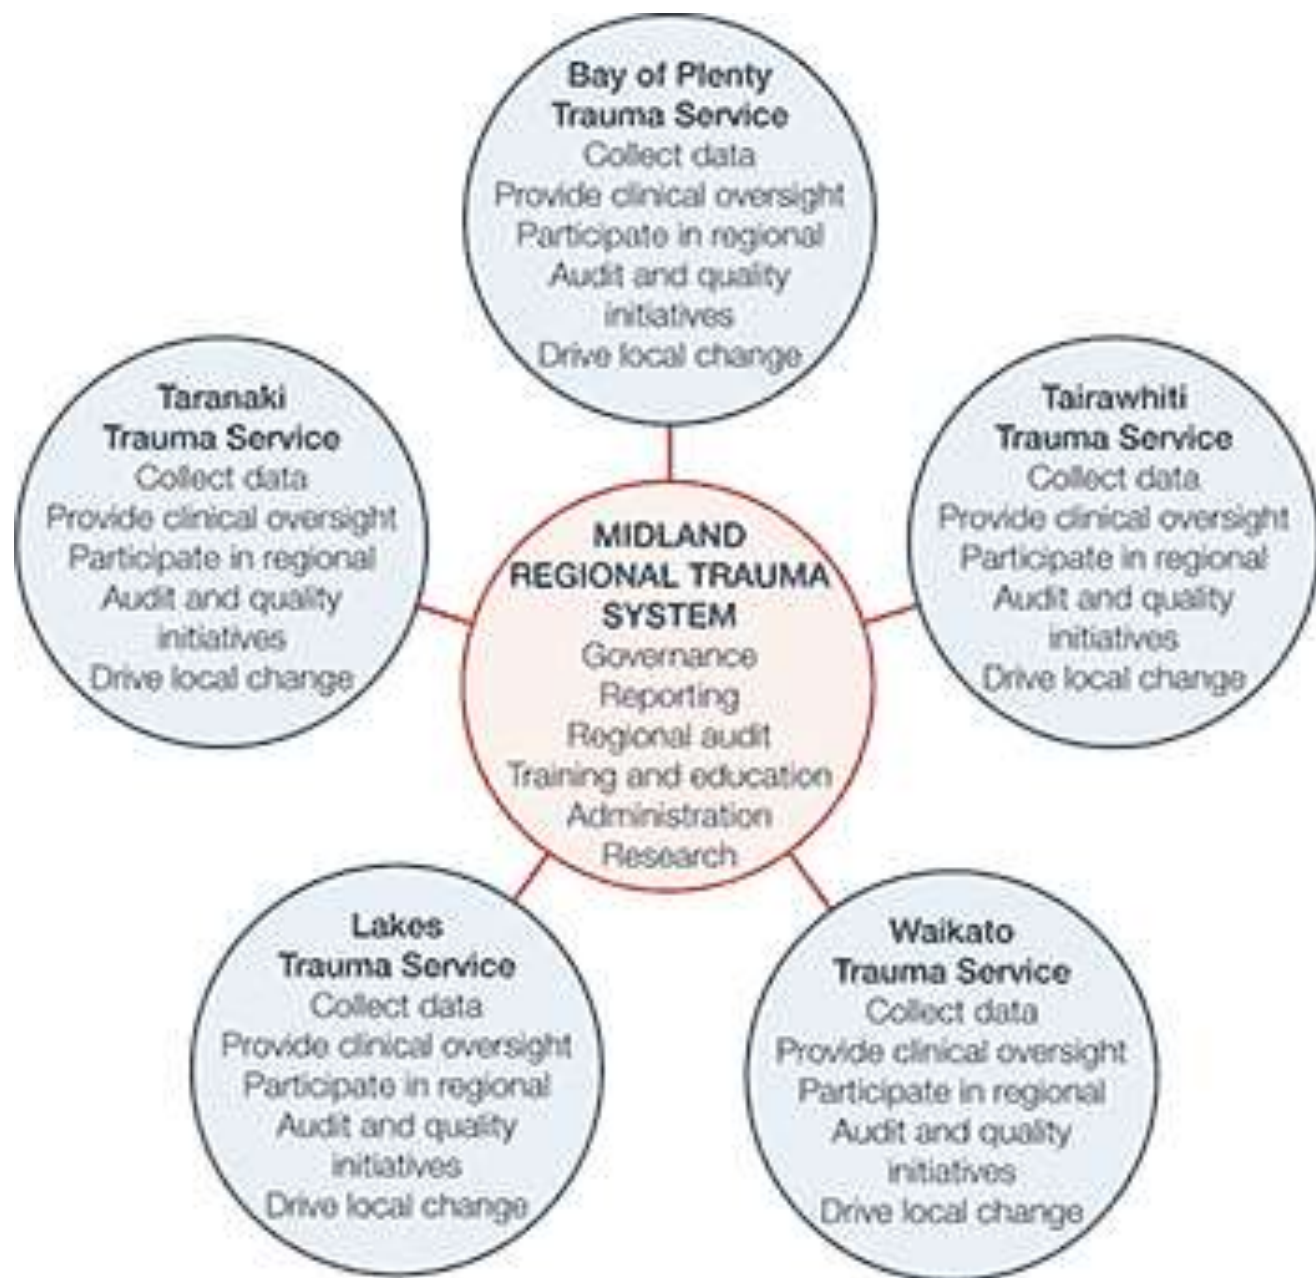 Bay of Plenty
Trauma Service
Collect data
Provide clinical oversight
Participate in regional
Audit and quality
initiatives
Drive local change
Taranaki
Trauma Service
Collect data
Provide clinical oversight
Participate in regional
Audit and quality
initiatives
Drive local change
Tairawhiti
Trauma Service
Collect data
Provide clinical oversight
Participate in regional
Audit and quality
initiatives
Drive local change
MIDLAND
REGIONAL TRAUMA
SYSTEM
Governance
Reporting
Regional audit
Training and education
Administration
Research
Lakes
Trauma Service
Collect data
Provide clinical oversight
Participate in regional
Audit and quality
initiatives
Drive local change
Waikato
Trauma Service
Collect data
Provide clinical oversight
Participate in regional
Audit and quality
initiatives
Drive local change